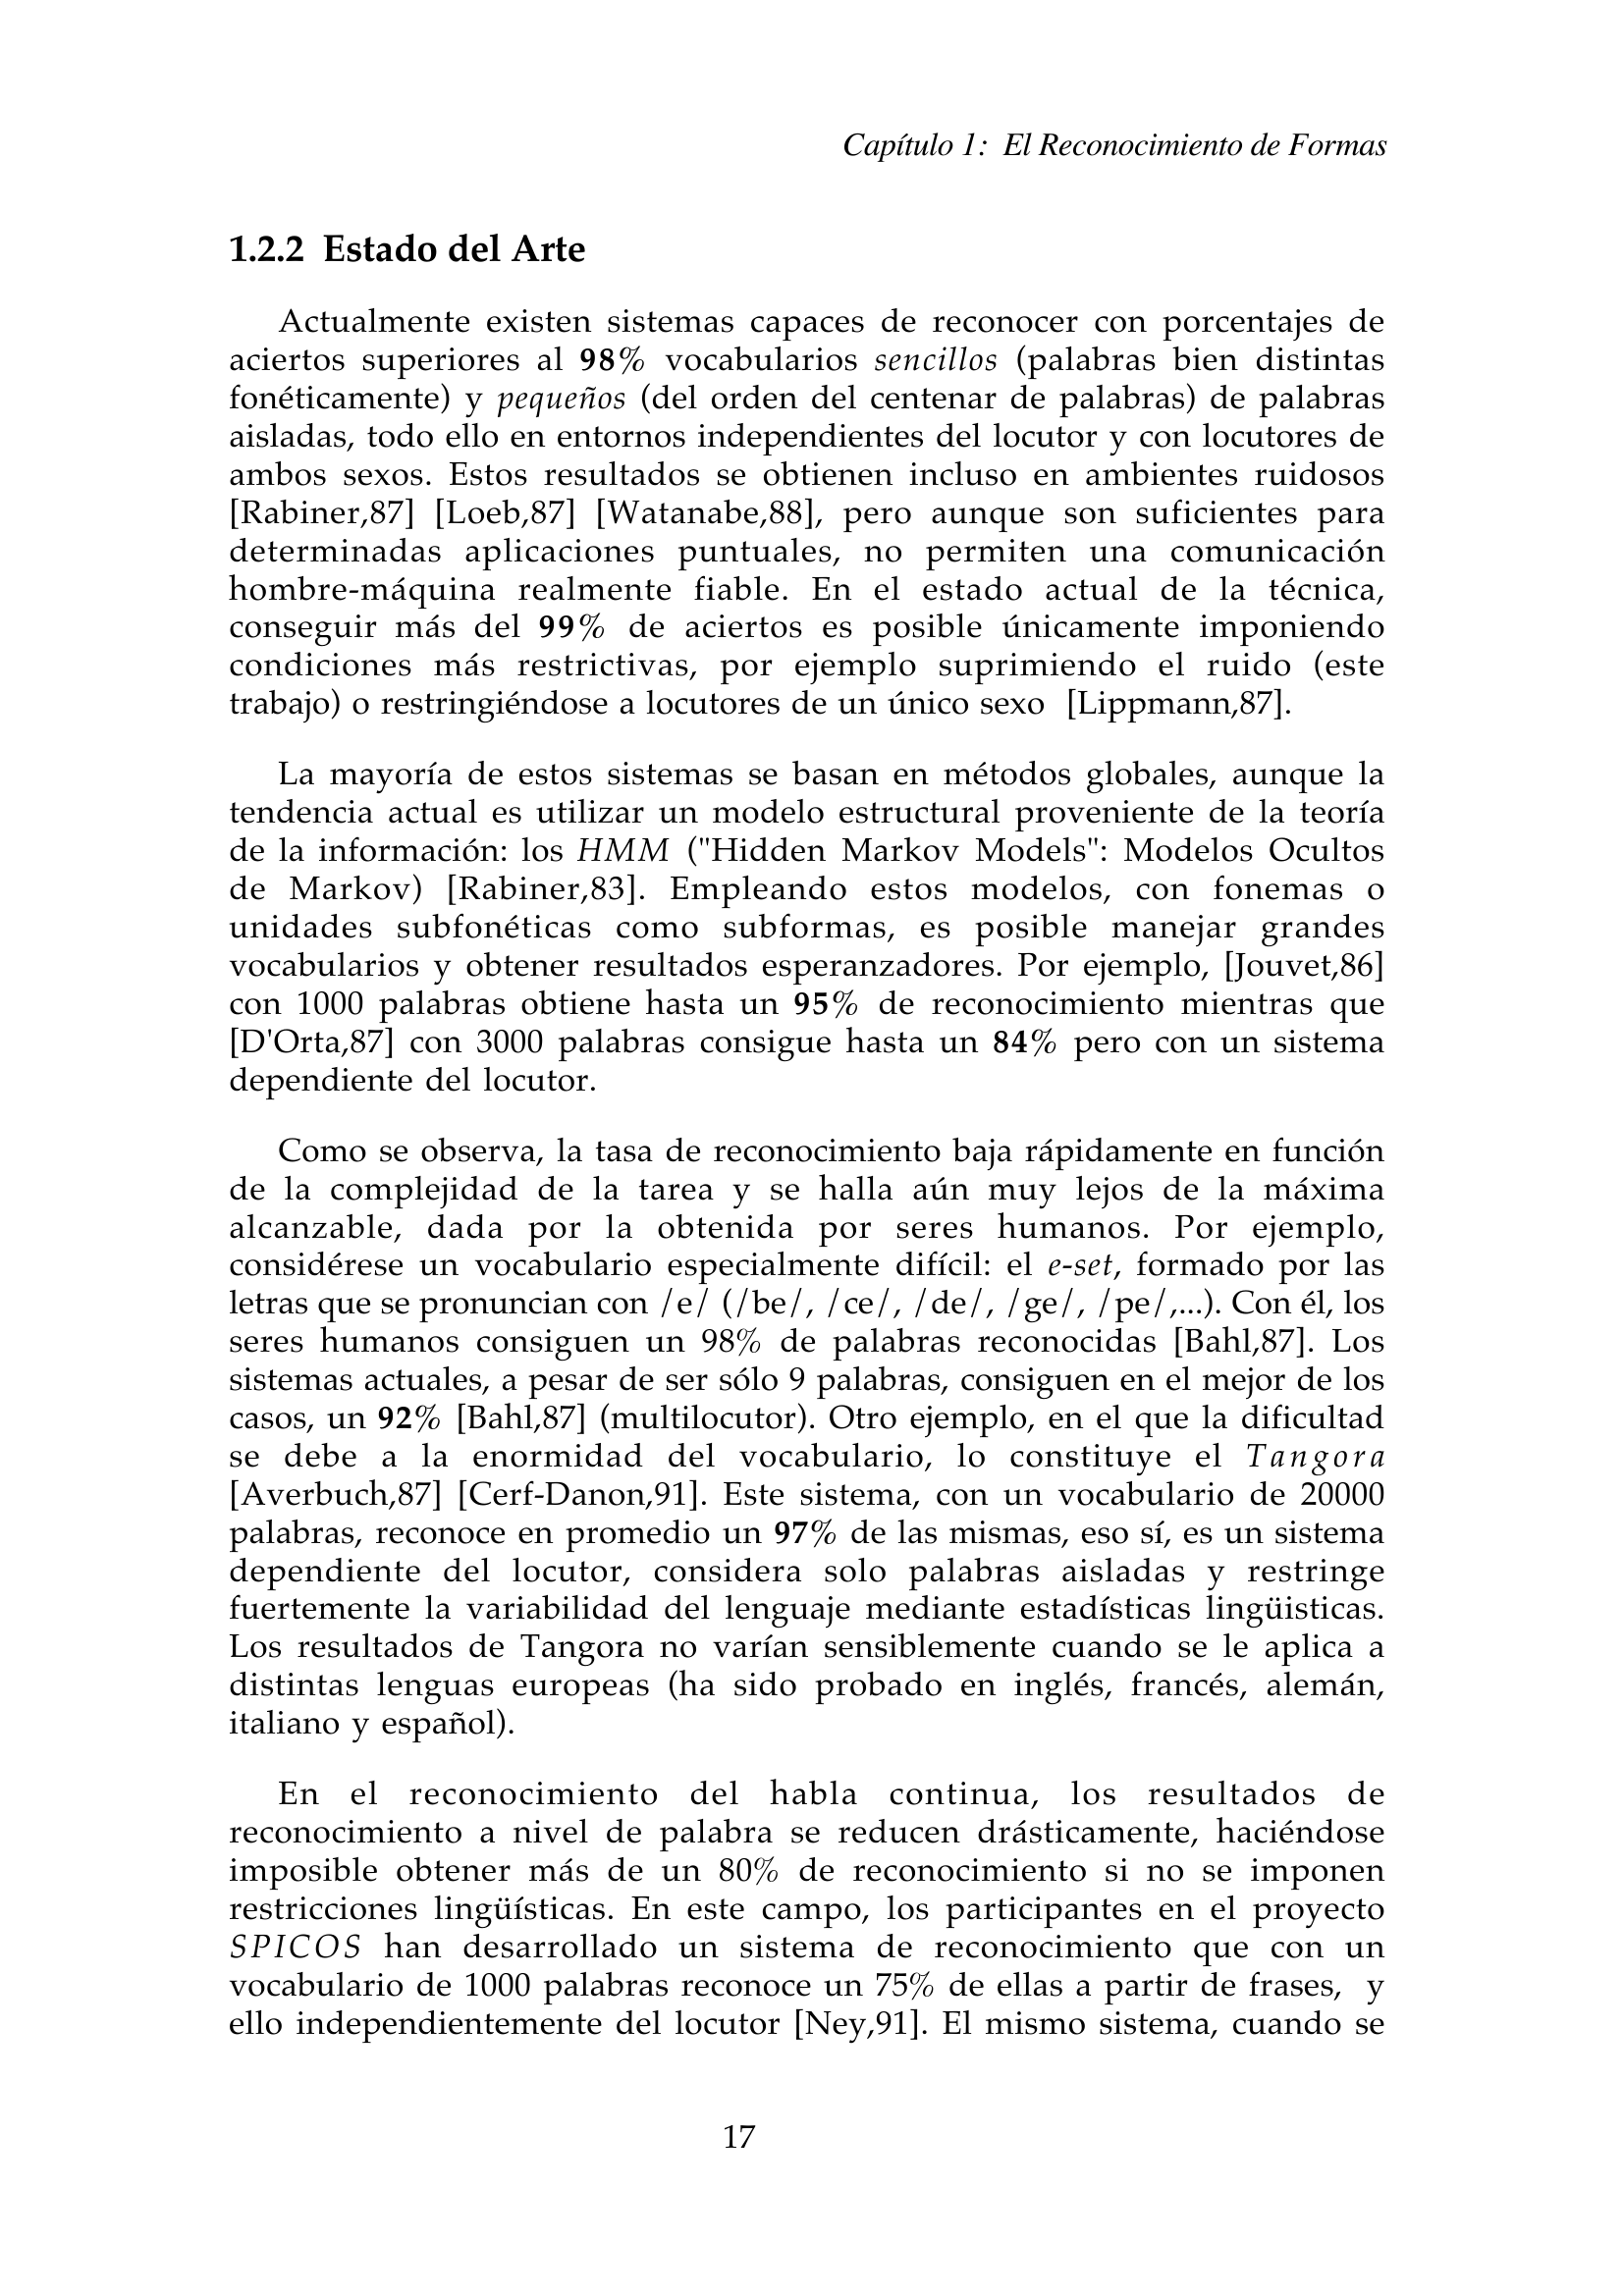 Capítulo 1: El Reconocimiento de Formas
1.2.2 Estado del Arte
Actualmente existen sistemas capaces de reconocer con porcentajes de
aciertos superiores al 98% vocabularios sencillos (palabras bien distintas
fonéticamente) y pequeños (del orden del centenar de palabras) de palabras
aisladas, todo ello en entornos independientes del locutor y con locutores de
ambos sexos. Estos resultados se obtienen incluso en ambientes ruidosos
[Rabiner,87] [Loeb,87] [Watanabe,88], pero aunque son suficientes para
determinadas aplicaciones puntuales, no permiten una comunicación
hombre-máquina realmente fiable. En el estado actual de la técnica,
conseguir más del 99% de aciertos es posible únicamente imponiendo
condiciones más restrictivas, por ejemplo suprimiendo el ruido (este
trabajo) o restringiéndose a locutores de un único sexo [Lippmann,87].
La mayoría de estos sistemas se basan en métodos globales, aunque la
tendencia actual es utilizar un modelo estructural proveniente de la teoría
de la información: los HMM ("Hidden Markov Models": Modelos Ocultos
de Markov) [Rabiner,83]. Empleando estos modelos, con fonemas o
unidades subfonéticas como subformas, es posible manejar grandes
vocabularios y obtener resultados esperanzadores. Por ejemplo, [Jouvet,86]
con 1000 palabras obtiene hasta un 95% de reconocimiento mientras que
[D'Orta,87] con 3000 palabras consigue hasta un 84% pero con un sistema
dependiente del locutor.
Como se observa, la tasa de reconocimiento baja rápidamente en función
de la complejidad de la tarea y se halla aún muy lejos de la máxima
alcanzable, dada por la obtenida por seres humanos. Por ejemplo,
considérese un vocabulario especialmente difícil: el e-set, formado por las
letras que se pronuncian con /e/ (/be/, /ce/, /de/, /ge/, /pe/,...). Con él, los
seres humanos consiguen un 98% de palabras reconocidas [Bahl,87]. Los
sistemas actuales, a pesar de ser sólo 9 palabras, consiguen en el mejor de los
casos, un 92% [Bahl,87] (multilocutor). Otro ejemplo, en el que la dificultad
se debe a la enormidad del vocabulario, lo constituye el Tangora
[Averbuch,87] [Cerf-Danon,91]. Este sistema, con un vocabulario de 20000
palabras, reconoce en promedio un 97% de las mismas, eso sí, es un sistema
dependiente del locutor, considera solo palabras aisladas y restringe
fuertemente la variabilidad del lenguaje mediante estadísticas lingüisticas.
Los resultados de Tangora no varían sensiblemente cuando se le aplica a
distintas lenguas europeas (ha sido probado en inglés, francés, alemán,
italiano y español).
En el reconocimiento del habla continua, los resultados de
reconocimiento a nivel de palabra se reducen drásticamente, haciéndose
imposible obtener más de un 80% de reconocimiento si no se imponen
restricciones lingüísticas. En este campo, los participantes en el proyecto
SPICOS han desarrollado un sistema de reconocimiento que con un
vocabulario de 1000 palabras reconoce un 75% de ellas a partir de frases, y
ello independientemente del locutor [Ney,91]. El mismo sistema, cuando se
17